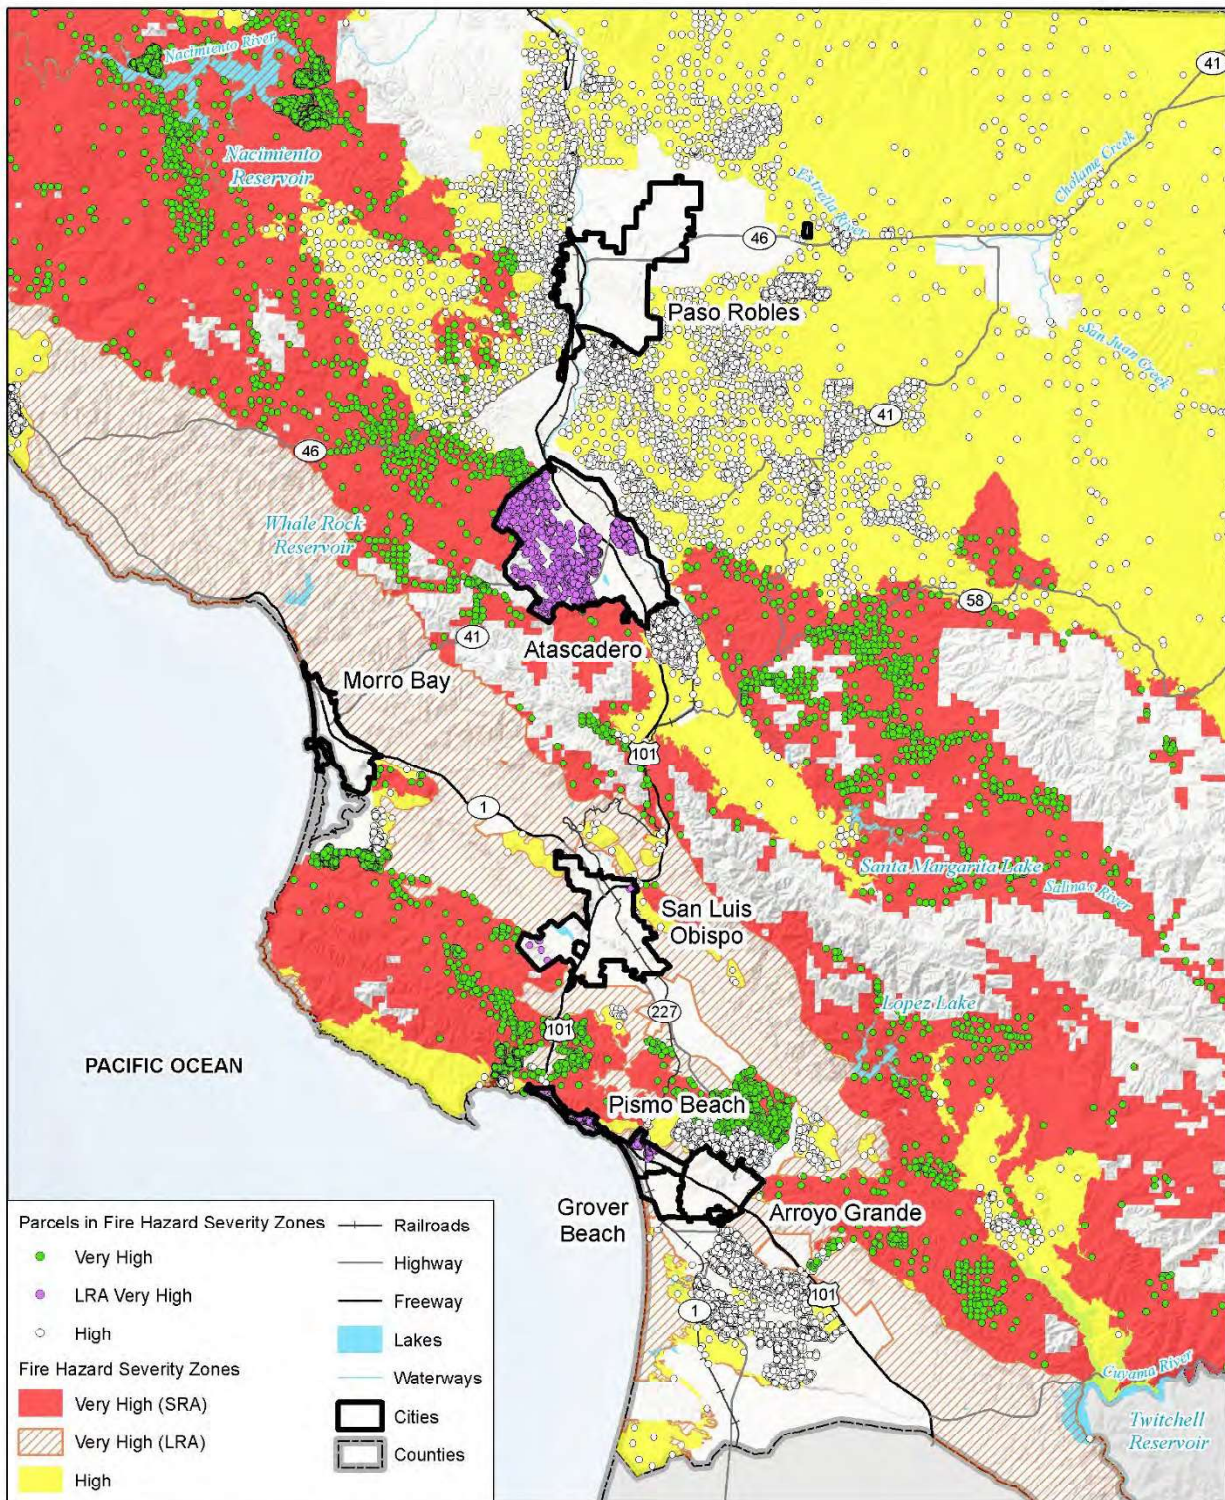 Nacimiento River
41
Nacimiento
Reservoir
Cholame Creek
Estrella
River
46
Paso Robles
San Juan
Creek
41
46
Whale Rock
Reservoir
58
41
Atascadero
Morro Bay
101
1
Santa Margarita Lake
Salinas
River
San Luis
Obispo
Lopez Lake
227
101
PACIFIC OCEAN
Pismo Beach
Grover
Beach
Arroyo Grande
101
1
Cuyama River
Twitchell
Reservoir
Parcels in Fire Hazard Severity Zones
Very High
LRA Very High
High
Fire Hazard Severity Zones
Very High (SRA)
Very High (LRA)
High
Railroads
Highway
Freeway
Lakes
Waterways
Cities
Counties